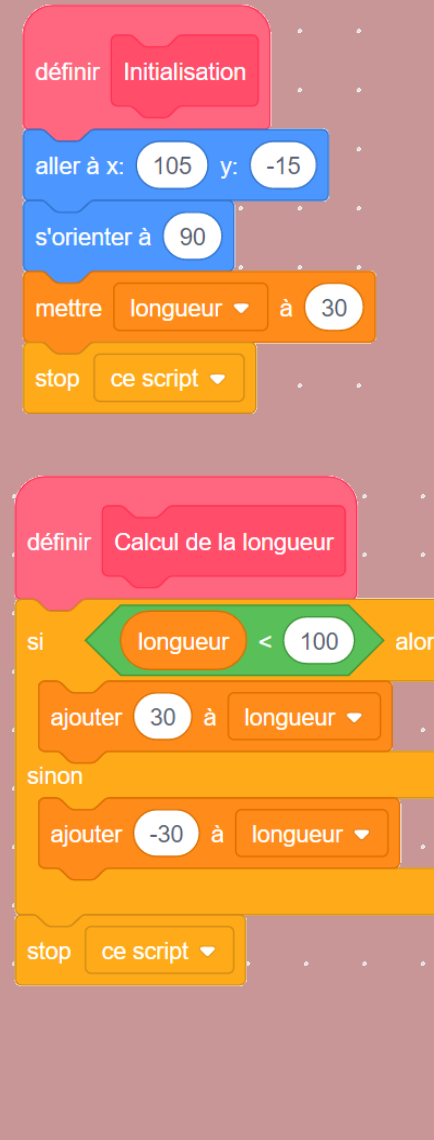 définir Initialisation
aller à x: 105 y: -15
s'orienter à 90
mettre longueur à 30
stop ce script
définir Calcul de la longueur
si longueur < 100 alor
ajouter 30 à longueur
sinon
ajouter -30 à longueur
stop ce script